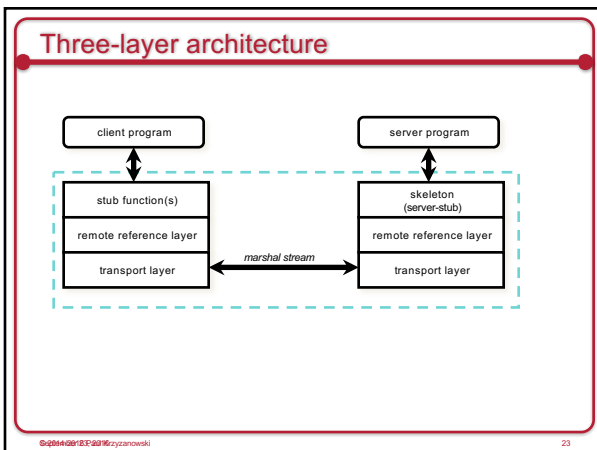 Three-layer architecture
client program
server program
stub function(s)
skeleton
(server-stub)
remote reference layer
remote reference layer
marshal stream
transport layer
transport layer
23